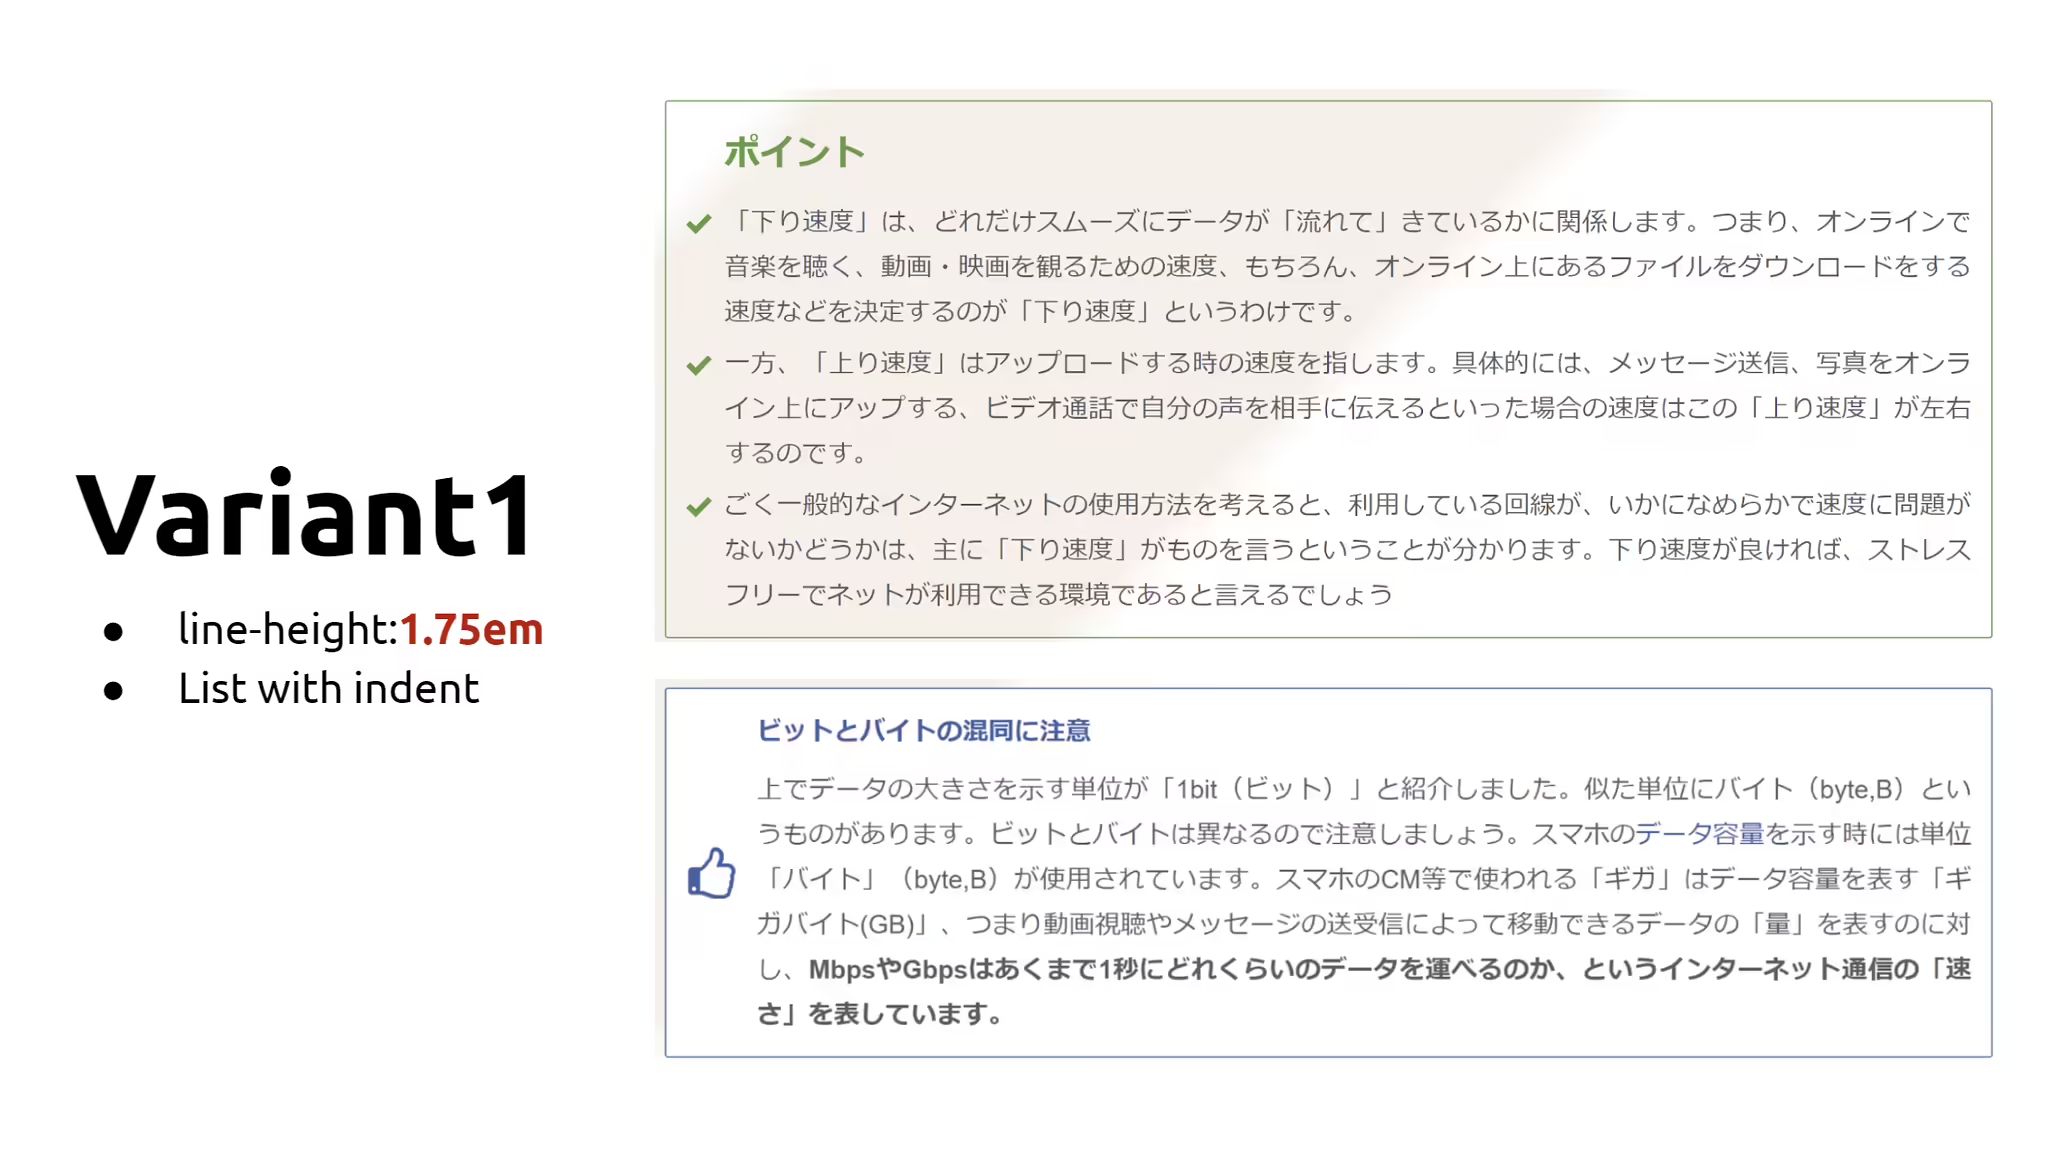 Variant1
● line-height:1.75em
● List with indent
ポイント
「下り速度」は、どれだけスムーズにデータが「流れて」きているかに関係します。つまり、オンラインで
音楽を聴く、動画・映画を観るための速度、もちろん、オンライン上にあるファイルをダウンロードをする
速度などを決定するのが「下り速度」というわけです。
一方、「上り速度」はアップロードする時の速度を指します。具体的には、メッセージ送信、写真をオンラ
イン上にアップする、ビデオ通話で自分の声を相手に伝えるといった場合の速度はこの「上り速度」が左右
するのです。
ごく一般的なインターネットの使用方法を考えると、利用している回線が、いかになめらかで速度に問題が
ないかどうかは、主に「下り速度」がものを言うということが分かります。下り速度が良ければ、ストレス
フリーでネットが利用できる環境であると言えるでしょう
ビットとバイトの混同に注意
上でデータの大きさを示す単位が「1bit（ビット）」と紹介しました。似た単位にバイト（byte,B）とい
うものがあります。ビットとバイトは異なるので注意しましょう。スマホのデータ容量を示す時には単位
「バイト」（byte,B）が使用されています。スマホのCM等で使われる「ギガ」はデータ容量を表す「ギ
ガバイト(GB)」、つまり動画視聴やメッセージの送受信によって移動できるデータの「量」を表すのに対
し、MbpsやGbpsはあくまで1秒にどれくらいのデータを運べるのか、というインターネット通信の「速
さ」を表しています。